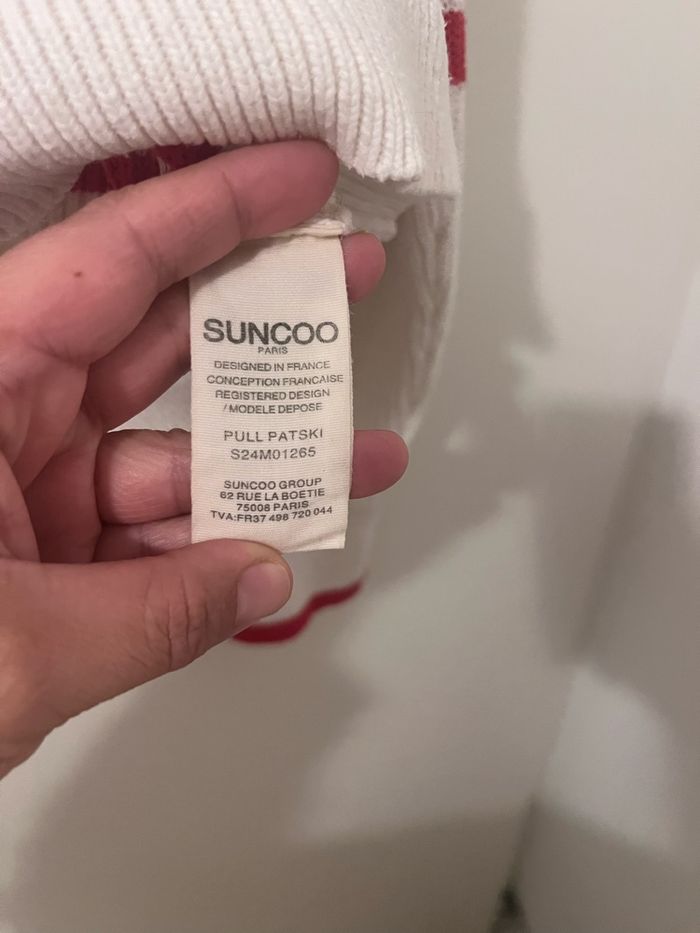 SUNCOO
PARIS
DESIGNED IN FRANCE
CONCEPTION FRANCAISE
REGISTERED DESIGN
/ MODELE DEPOSE
PULL PATSKI
S24M01265
SUNCOO GROUP
62 RUE LA BOETIE
75008 PARIS
TVA:FR37 498 720 044